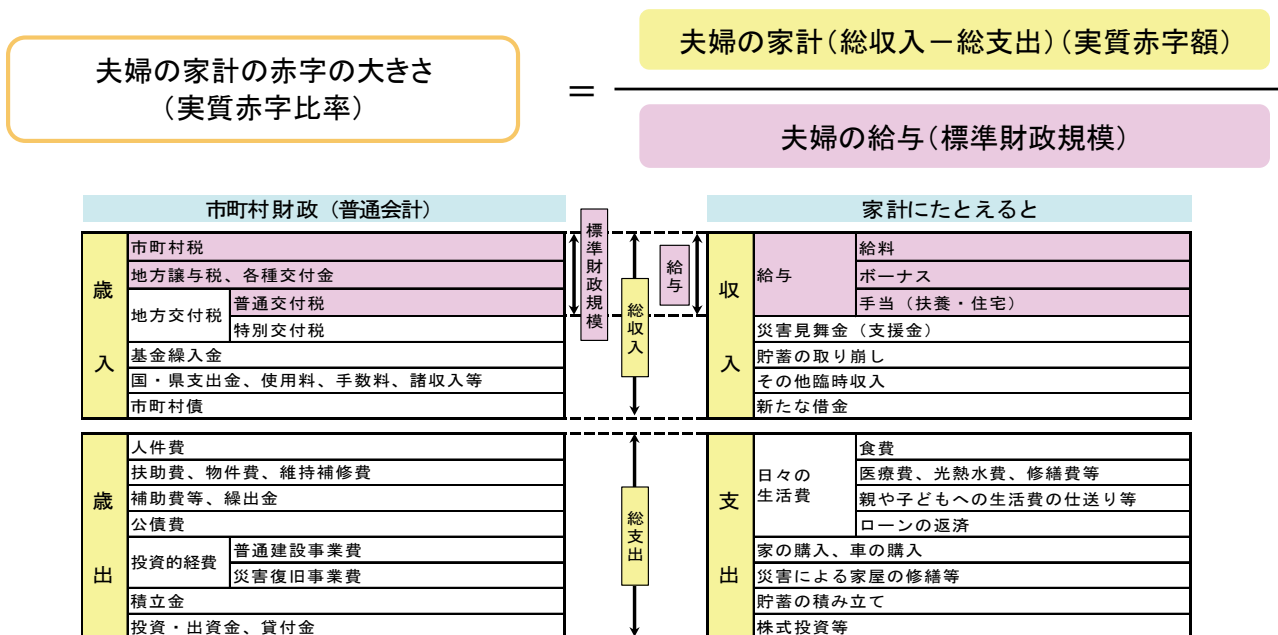 夫婦の家計の赤字の大きさ
（実質赤字比率）
＝
夫婦の家計（総収入－総支出）（実質赤字額）
夫婦の給与（標準財政規模）
市町村財政（普通会計）
歳入
市町村税
地方譲与税、各種交付金
地方交付税
普通交付税
特別交付税
基金繰入金
国・県支出金、使用料、手数料、諸収入等
市町村債
歳出
人件費
扶助費、物件費、維持補修費
補助費等、繰出金
公債費
投資的経費
普通建設事業費
災害復旧事業費
積立金
投資・出資金、貸付金
標準財政規模
総収入
給与
総支出
家計にたとえると
収入
給与
給料
ボーナス
手当（扶養・住宅）
災害見舞金（支援金）
貯蓄の取り崩し
その他臨時収入
新たな借金
支出
日々の
生活費
食費
医療費、光熱水費、修繕費等
親や子どもへの生活費の仕送り等
ローンの返済
家の購入、車の購入
災害による家屋の修繕等
貯蓄の積み立て
株式投資等